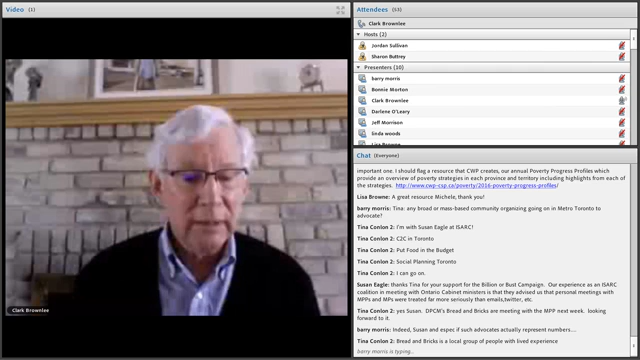 Video (1)
Clark Brownlee
Attendees (53)
Clark Brownlee
Hosts (2)
Jordan Sullivan
Sharon Buttrey
Presenters (10)
barry morris
Bonnie Morton
Clark Brownlee
Darlene O'Leary
Jeff Morrison
linda woods
Lisa Browne
Chat (Everyone)
important one. I should flag a resource that CWP creates, our annual Poverty Progress Profiles which
provide an overview of poverty strategies in each province and territory including highlights from each of
the strategies. http://www.cwp-csp.ca/poverty/2016-poverty-progress-profiles/
Lisa Browne: A great resource Michele, thank you!
barry morris: Tina: any broad or mass-based community organizing going on in Metro Toronto to
advocate?
Tina Conlon 2: I'm with Susan Eagle at ISARC!
Tina Conlon 2: C2C in Toronto
Tina Conlon 2: Put Food in the Budget
Tina Conlon 2: Social Planning Toronto
Tina Conlon 2: I can go on.
Susan Eagle: thanks Tina for your support for the Billion or Bust Campaign. Our experience as an ISARC
coalition in meeting with Ontario Cabinet ministers is that they advised us that personal meetings with
MPPs and MPs were treated far more seriously than emails,twitter, etc.
Tina Conlon 2: yes Susan. DPCM's Bread and Bricks are meeting with the MPP next week. looking
forward to it.
barry morris: Indeed, Susan and espec if such advocates actually represent numbers...
Tina Conlon 2: Bread and Bricks is a local group of people with lived experience
barry morris is typing..